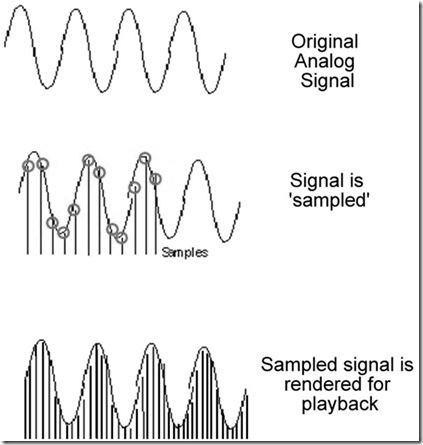 Original
Analog
Signal
Signal is
'sampled'
Samples
Sampled signal is
rendered for
playback